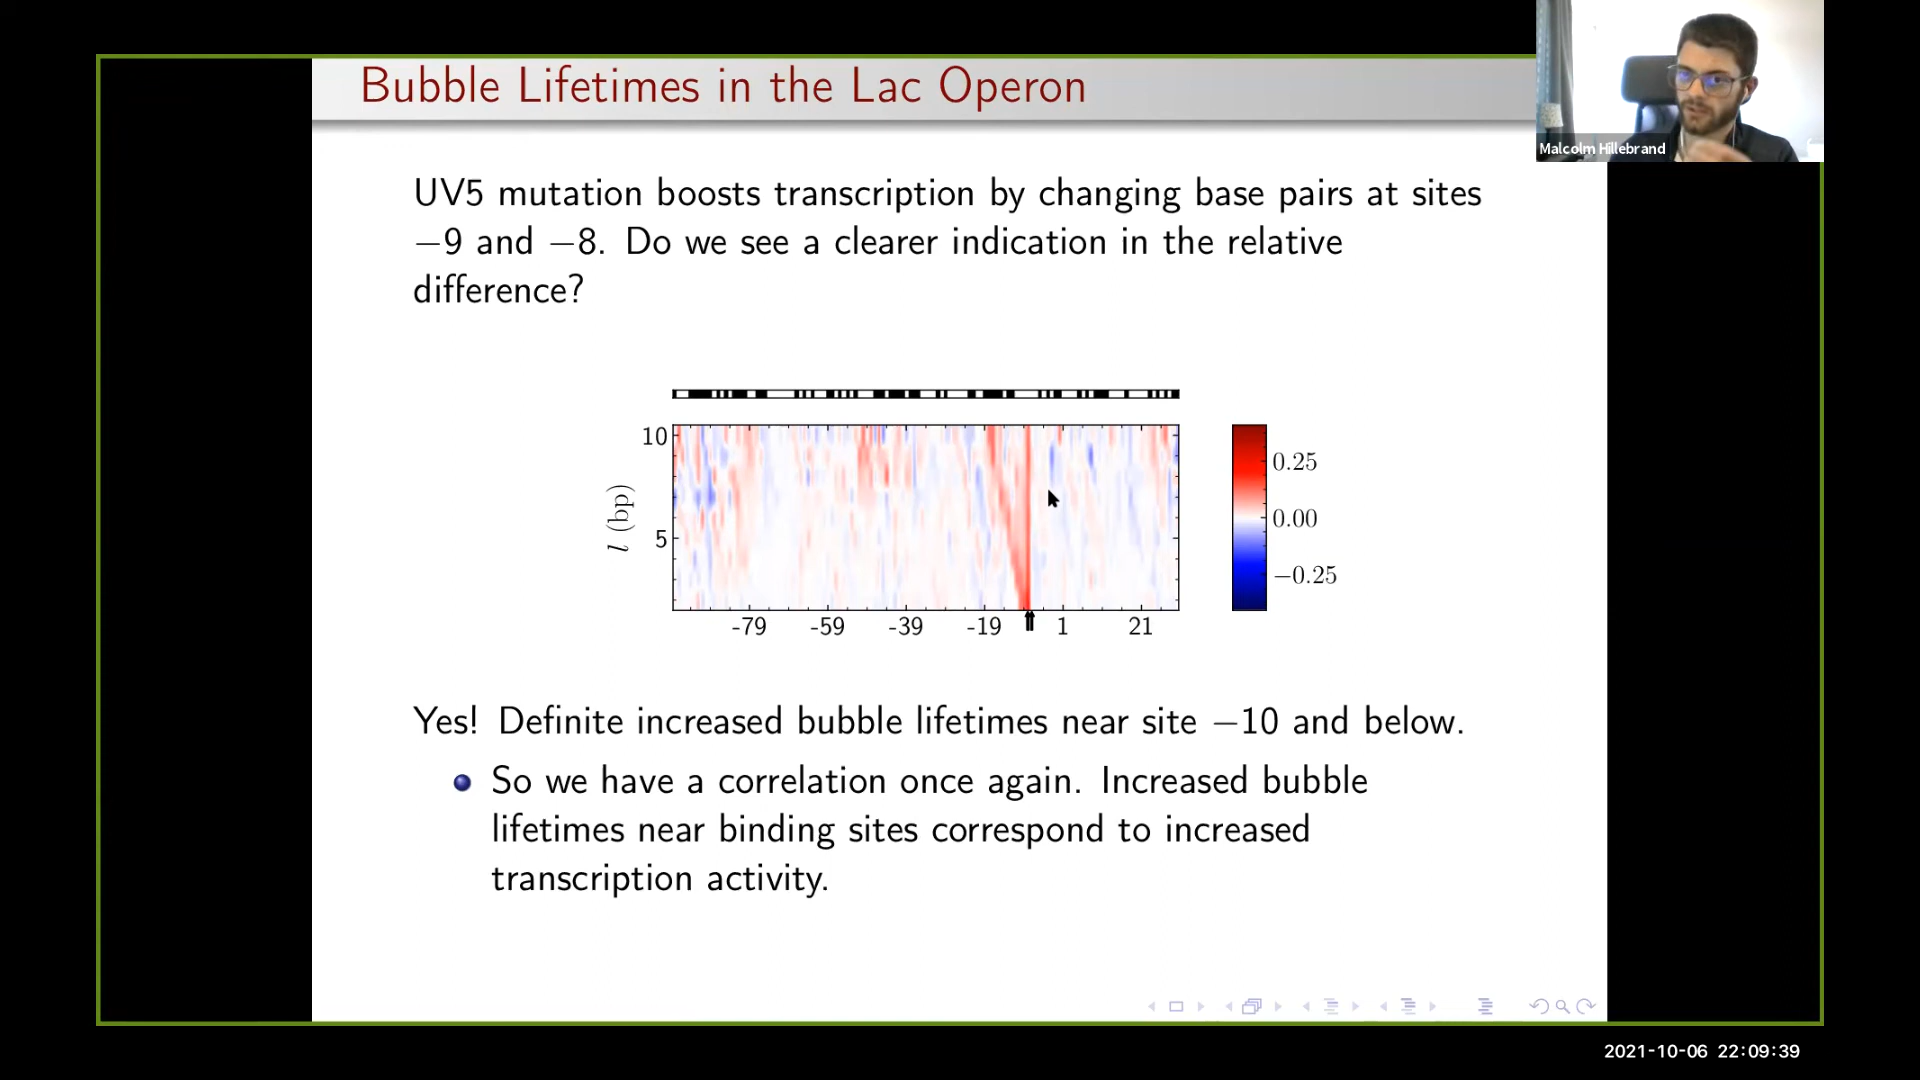 Bubble Lifetimes in the Lac Operon
Malcolm Hillebrand
UV5 mutation boosts transcription by changing base pairs at sites
−9 and −8. Do we see a clearer indication in the relative
difference?
10
5
l (bp)
-79 -59 -39 -19 1 21
0.25
0.00
−0.25
Yes! Definite increased bubble lifetimes near site −10 and below.
So we have a correlation once again. Increased bubble
lifetimes near binding sites correspond to increased
transcription activity.
2021-10-06 22:09:39